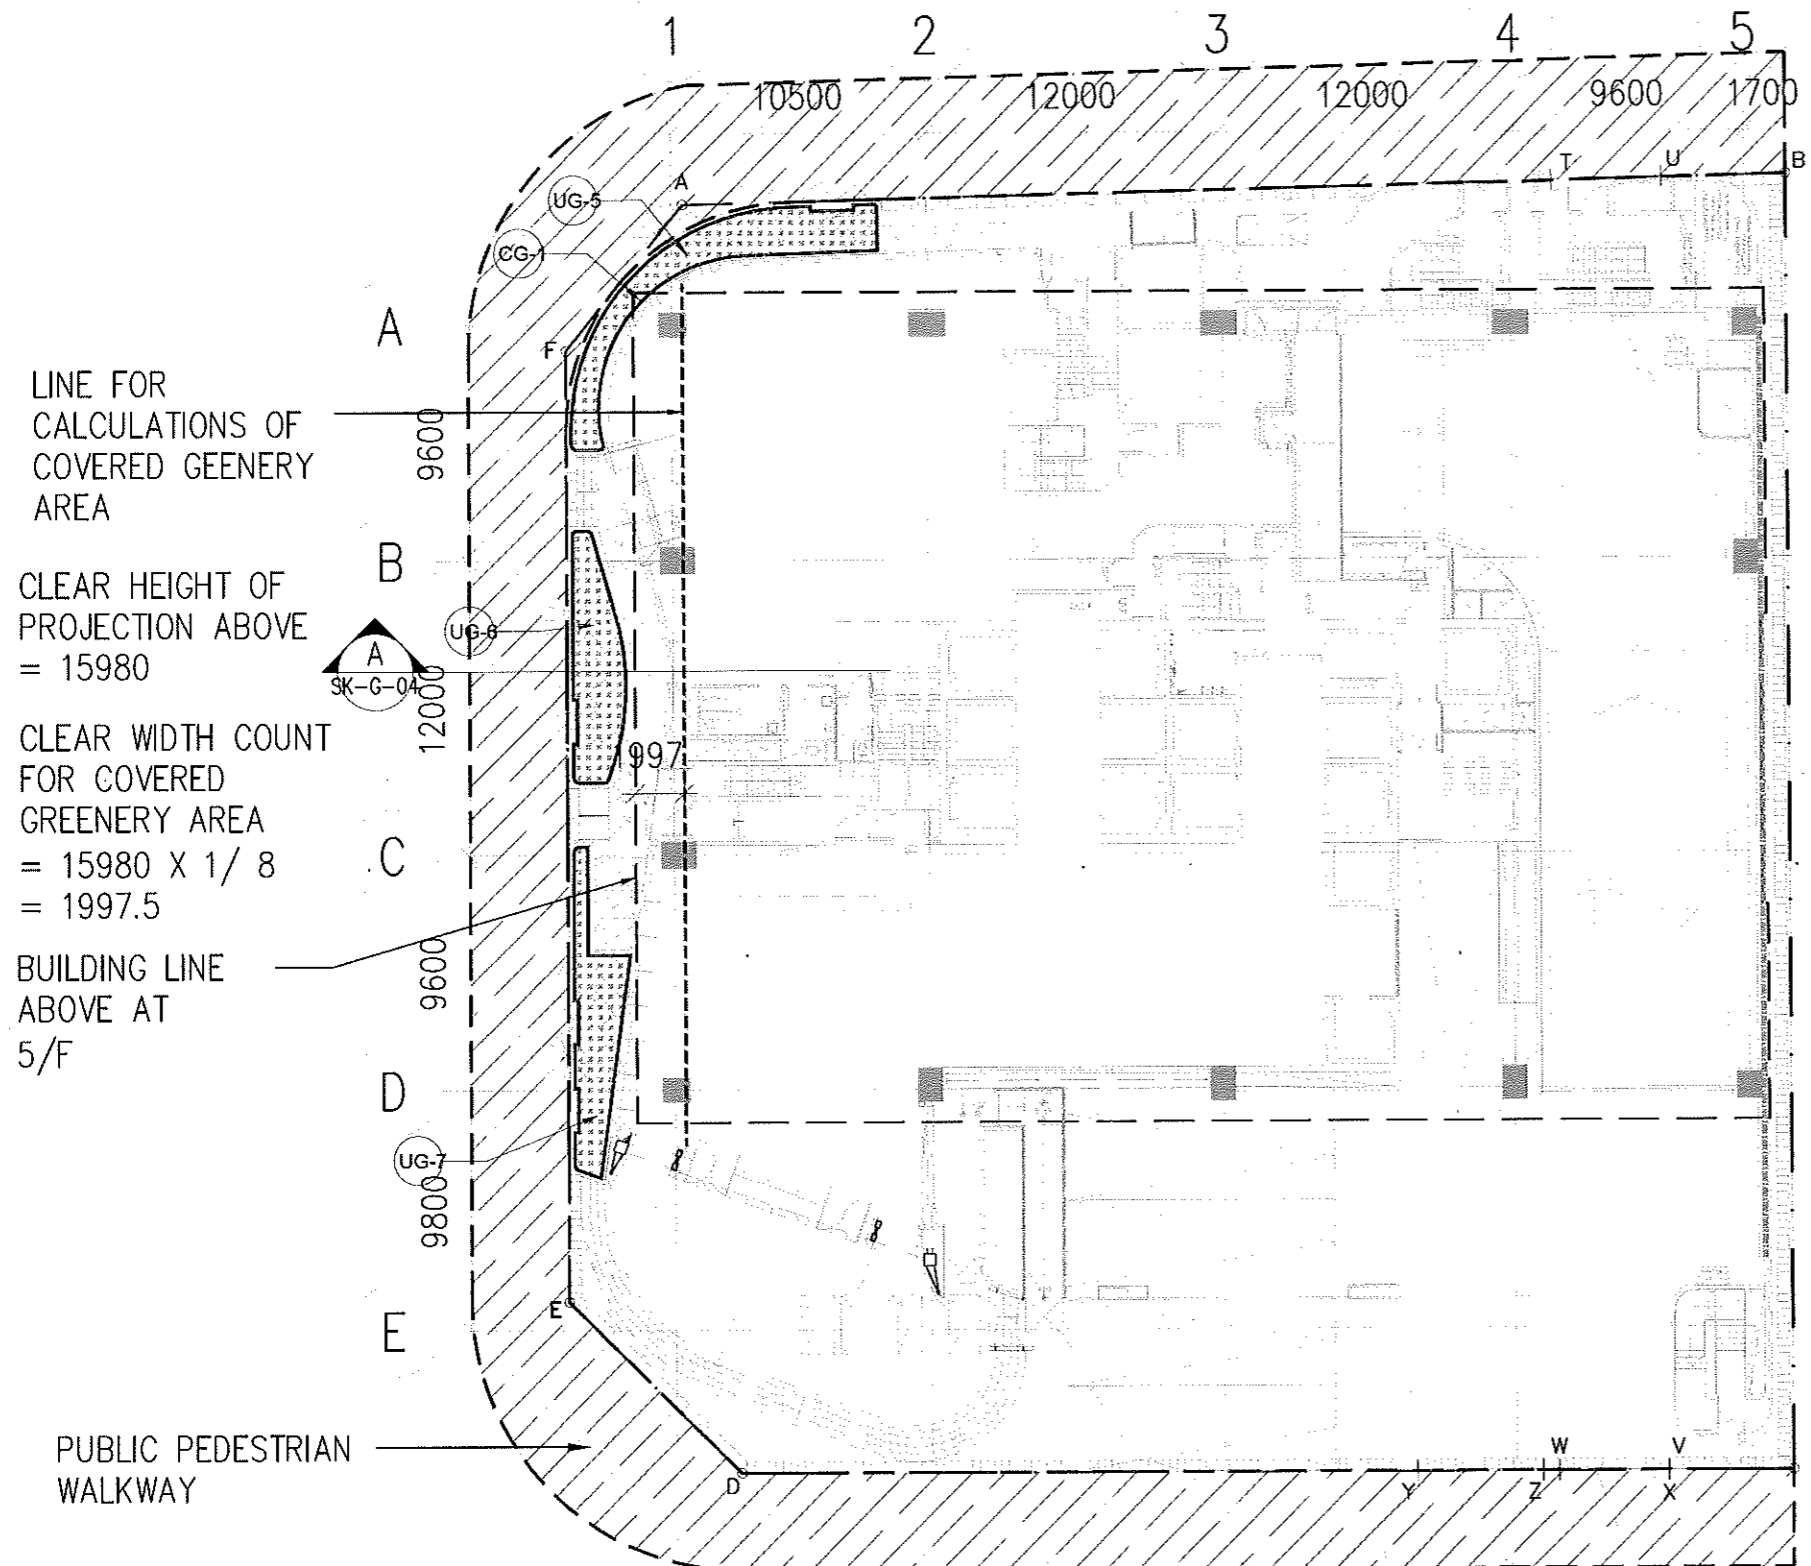 1 2 3 4 5
10500 12000 12000 9600 1700
T U B
A
UG-5
CG-1
A
F
LINE FOR
CALCULATIONS OF
COVERED GEENERY
AREA
9600
B
CLEAR HEIGHT OF
PROJECTION ABOVE
= 15980
UG-6
A
SK-G-04
12000
CLEAR WIDTH COUNT
FOR COVERED
GREENERY AREA
= 15980 X 1/ 8
= 1997.5
1997
C
BUILDING LINE
ABOVE AT
5/F
9600
D
UG-7
9800
8
8
E
E
PUBLIC PEDESTRIAN
WALKWAY
D
W V
Y Z X